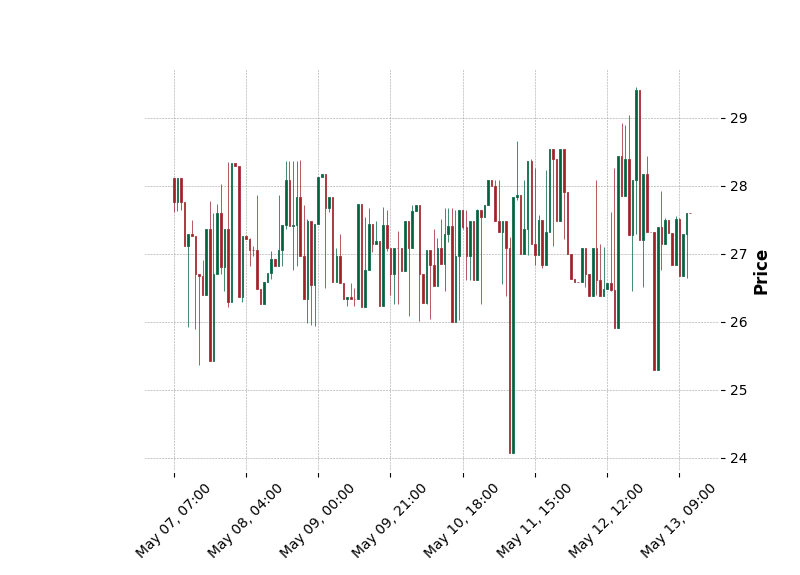 29
28
27
26
25
24
Price
May 07, 07:00
May 08, 04:00
May 09, 00:00
May 09, 21:00
May 10, 18:00
May 11, 15:00
May 12, 12:00
May 13, 09:00